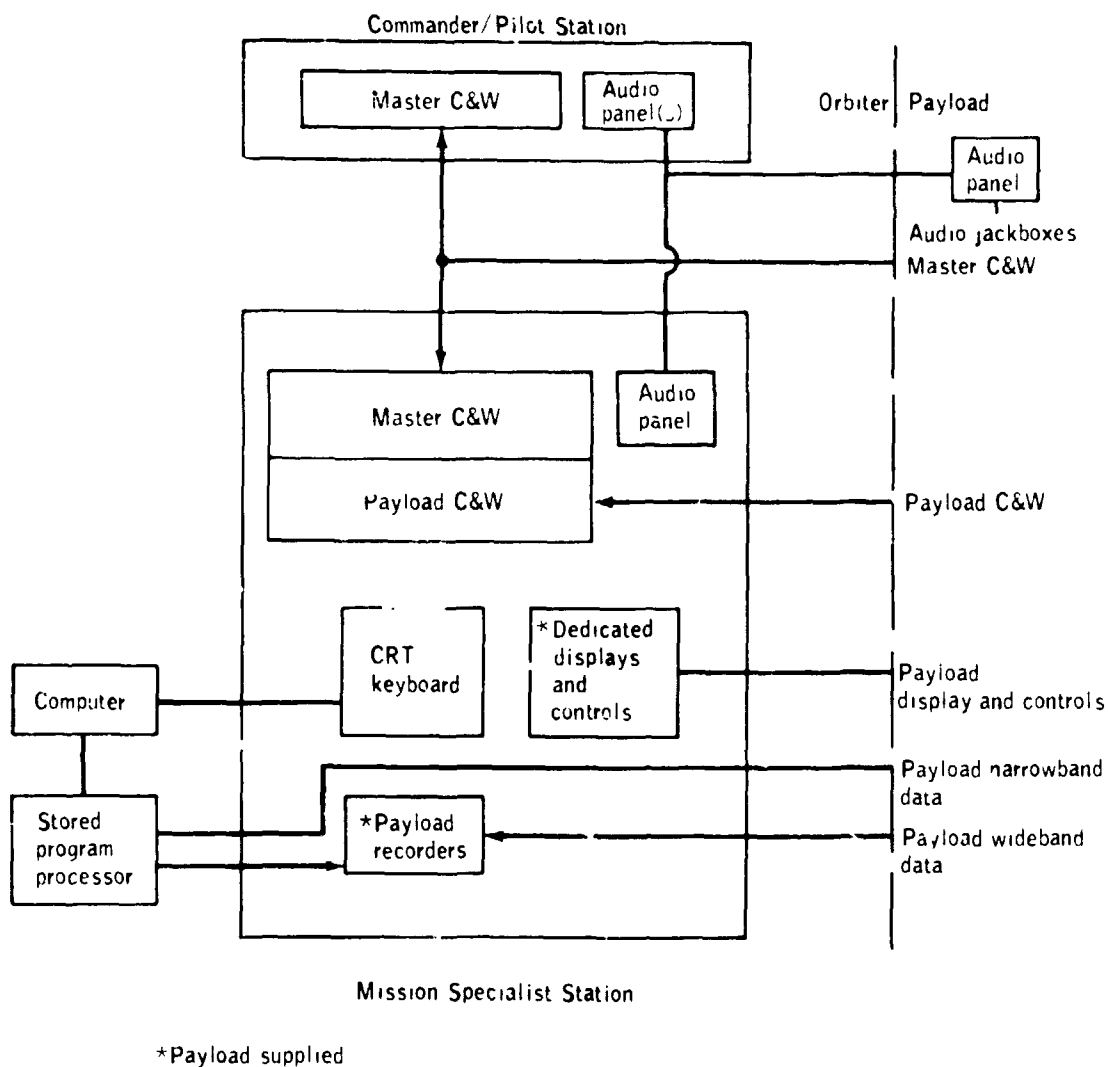 Commander/Pilot Station
Master C&W
Audio
panel(s)
Orbiter
Payload
Audio
panel
Audio jackboxes
Master C&W
Master C&W
Audio
panel
Payload C&W
Payload C&W
CRT
keyboard
*Dedicated
displays
and
controls
Computer
Payload
display and controls
Payload narrowband
data
Stored
program
processor
*Payload
recorders
Payload wideband
data
Mission Specialist Station
*Payload supplied